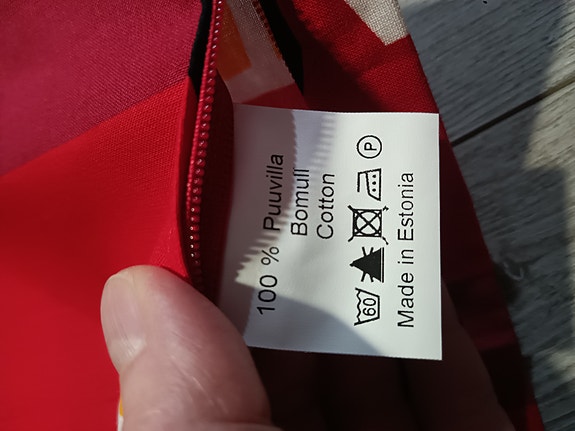 100 % Puuvilla
Bomull
Cotton
60 P
Made in Estonia